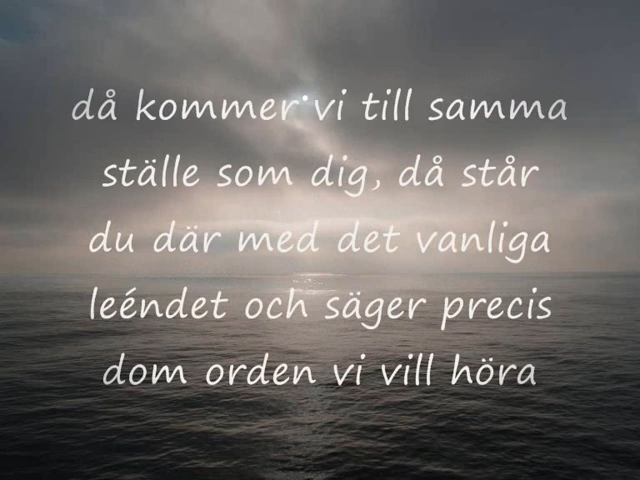 då kommer vi till samma
ställe som dig, då står
du där med det vanliga
leéndet och säger precis
dom orden vi vill höra